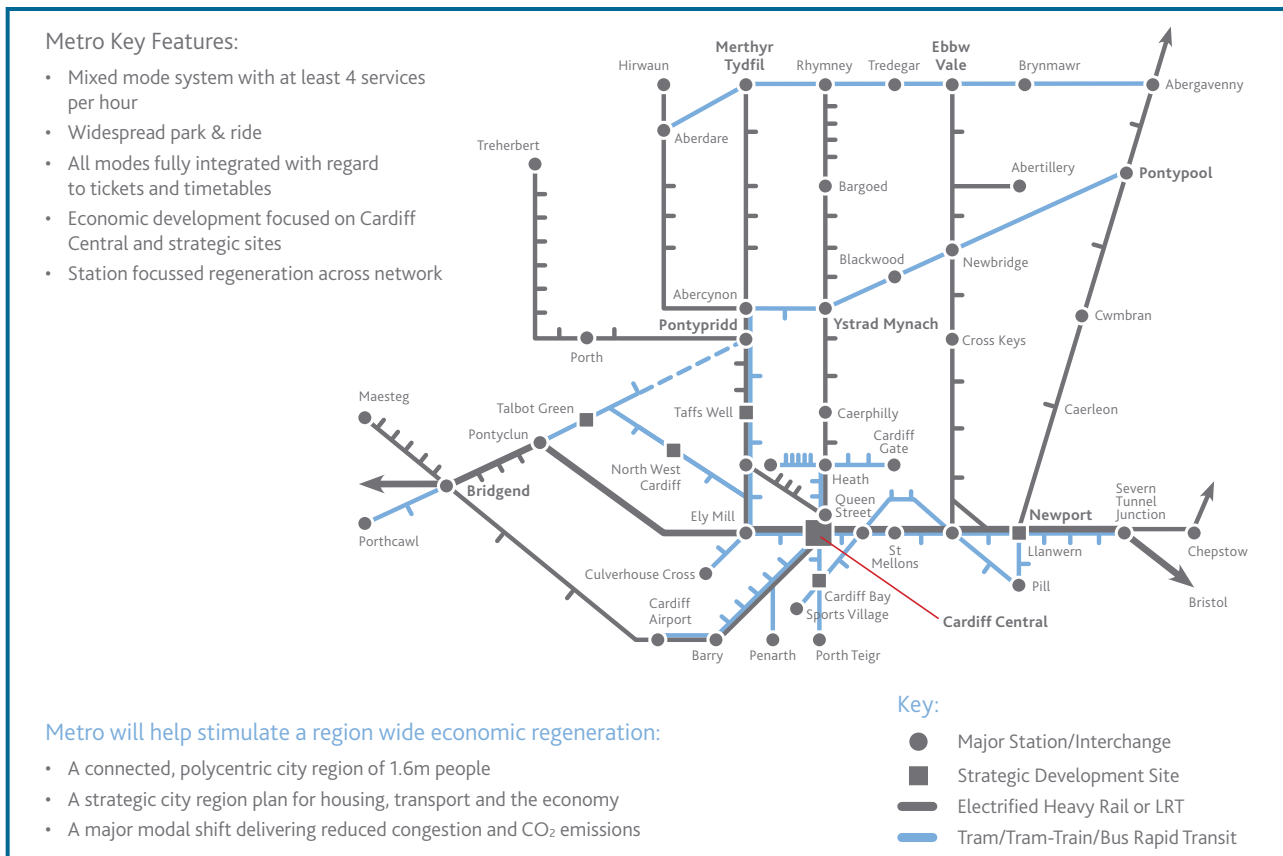 Metro Key Features:
• Mixed mode system with at least 4 services
per hour
• Widespread park & ride
• All modes fully integrated with regard
to tickets and timetables
• Economic development focused on Cardiff
Central and strategic sites
• Station focussed regeneration across network
Merthyr
Tydfil
Ebbw
Vale
Hirwaun
Rhymney
Tredegar
Brynmawr
Abergavenny
Aberdare
Treherbert
Bargoed
Abertillery
Pontypool
Blackwood
Newbridge
Abercynon
Pontypridd
Ystrad Mynach
Cwmbran
Porth
Cross Keys
Maesteg
Talbot Green
Taffs Well
Caerphilly
Caerleon
Pontyclun
Cardiff
Gate
North West
Cardiff
Heath
Bridgend
Queen
Street
Severn
Tunnel
Junction
Ely Mill
Newport
Porthcawl
St
Mellons
Llanwern
Chepstow
Culverhouse Cross
Pill
Cardiff Bay
Bristol
Cardiff
Airport
Sports Village
Cardiff Central
Barry
Penarth
Porth Teigr
Metro will help stimulate a region wide economic regeneration:
• A connected, polycentric city region of 1.6m people
• A strategic city region plan for housing, transport and the economy
• A major modal shift delivering reduced congestion and CO₂ emissions
Key:
Major Station/Interchange
Strategic Development Site
Electrified Heavy Rail or LRT
Tram/Tram-Train/Bus Rapid Transit